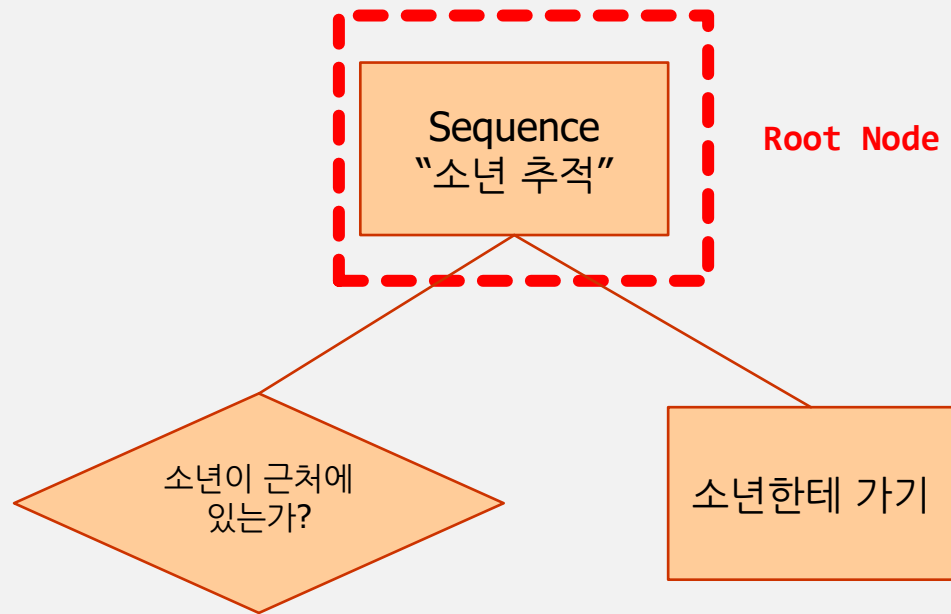 Sequence
“소년 추적”
Root Node
소년이 근처에
있는가?
소년한테 가기